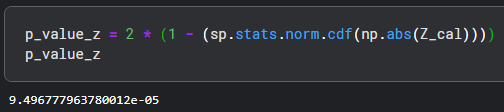 p_value_z = 2 * (1 - (sp.stats.norm.cdf(np.abs(Z_cal))))
p_value_z
9.496777963780012e-05